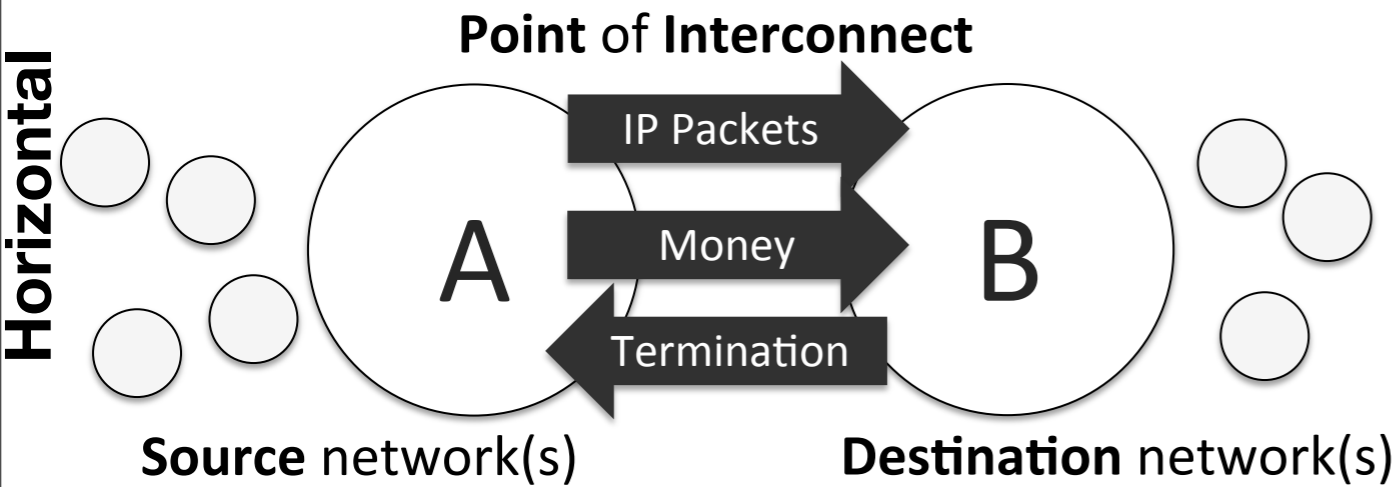 Point of Interconnect
Horizontal
IP Packets
A
Money
B
Termination
Source network(s)
Destination network(s)